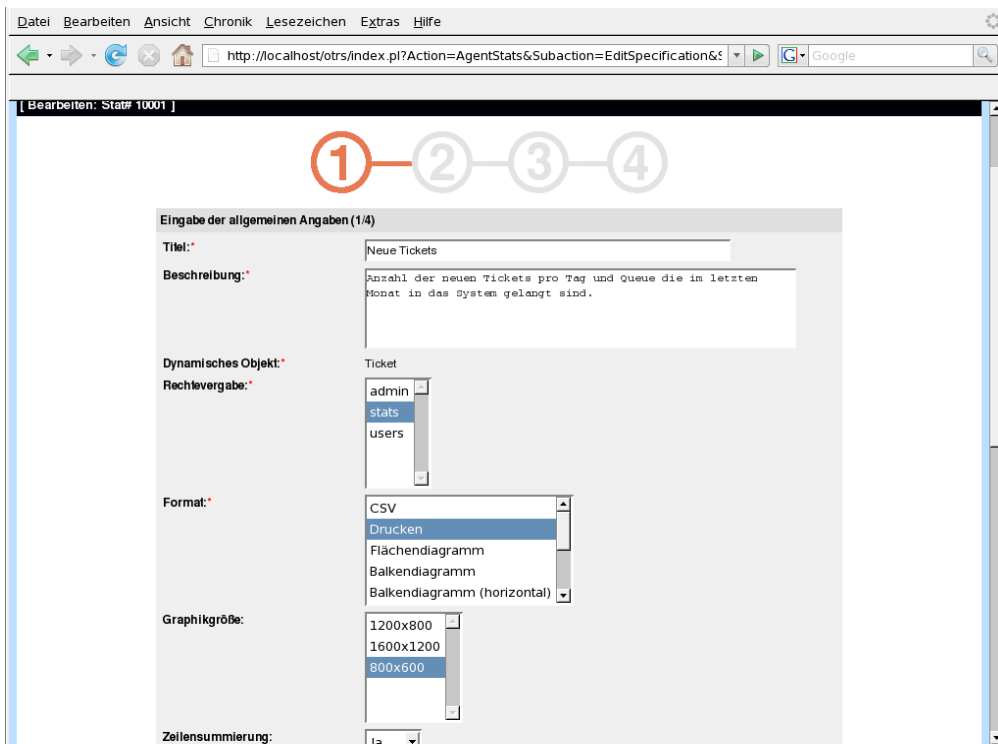 Datei Bearbeiten Ansicht Chronik Lesezeichen Extras Hilfe
http://localhost/otrs/index.pl?Action=AgentStats&Subaction=EditSpecification&S
G Google
[ Bearbeiten: Stat# 10001 ]
1 2 3 4
Eingabe der allgemeinen Angaben (1/4)
Titel:* Neue Tickets
Beschreibung:* Anzahl der neuen Tickets pro Tag und Queue die im letzten
Monat in das System gelangt sind.
Dynamisches Objekt:* Ticket
Rechtevergabe:* admin
stats
users
Format:* CSV
Drucken
Flächendiagramm
Balkendiagramm
Balkendiagramm (horizontal)
Graphikgröße: 1200x800
1600x1200
800x600
Zeilensummierung: Ja